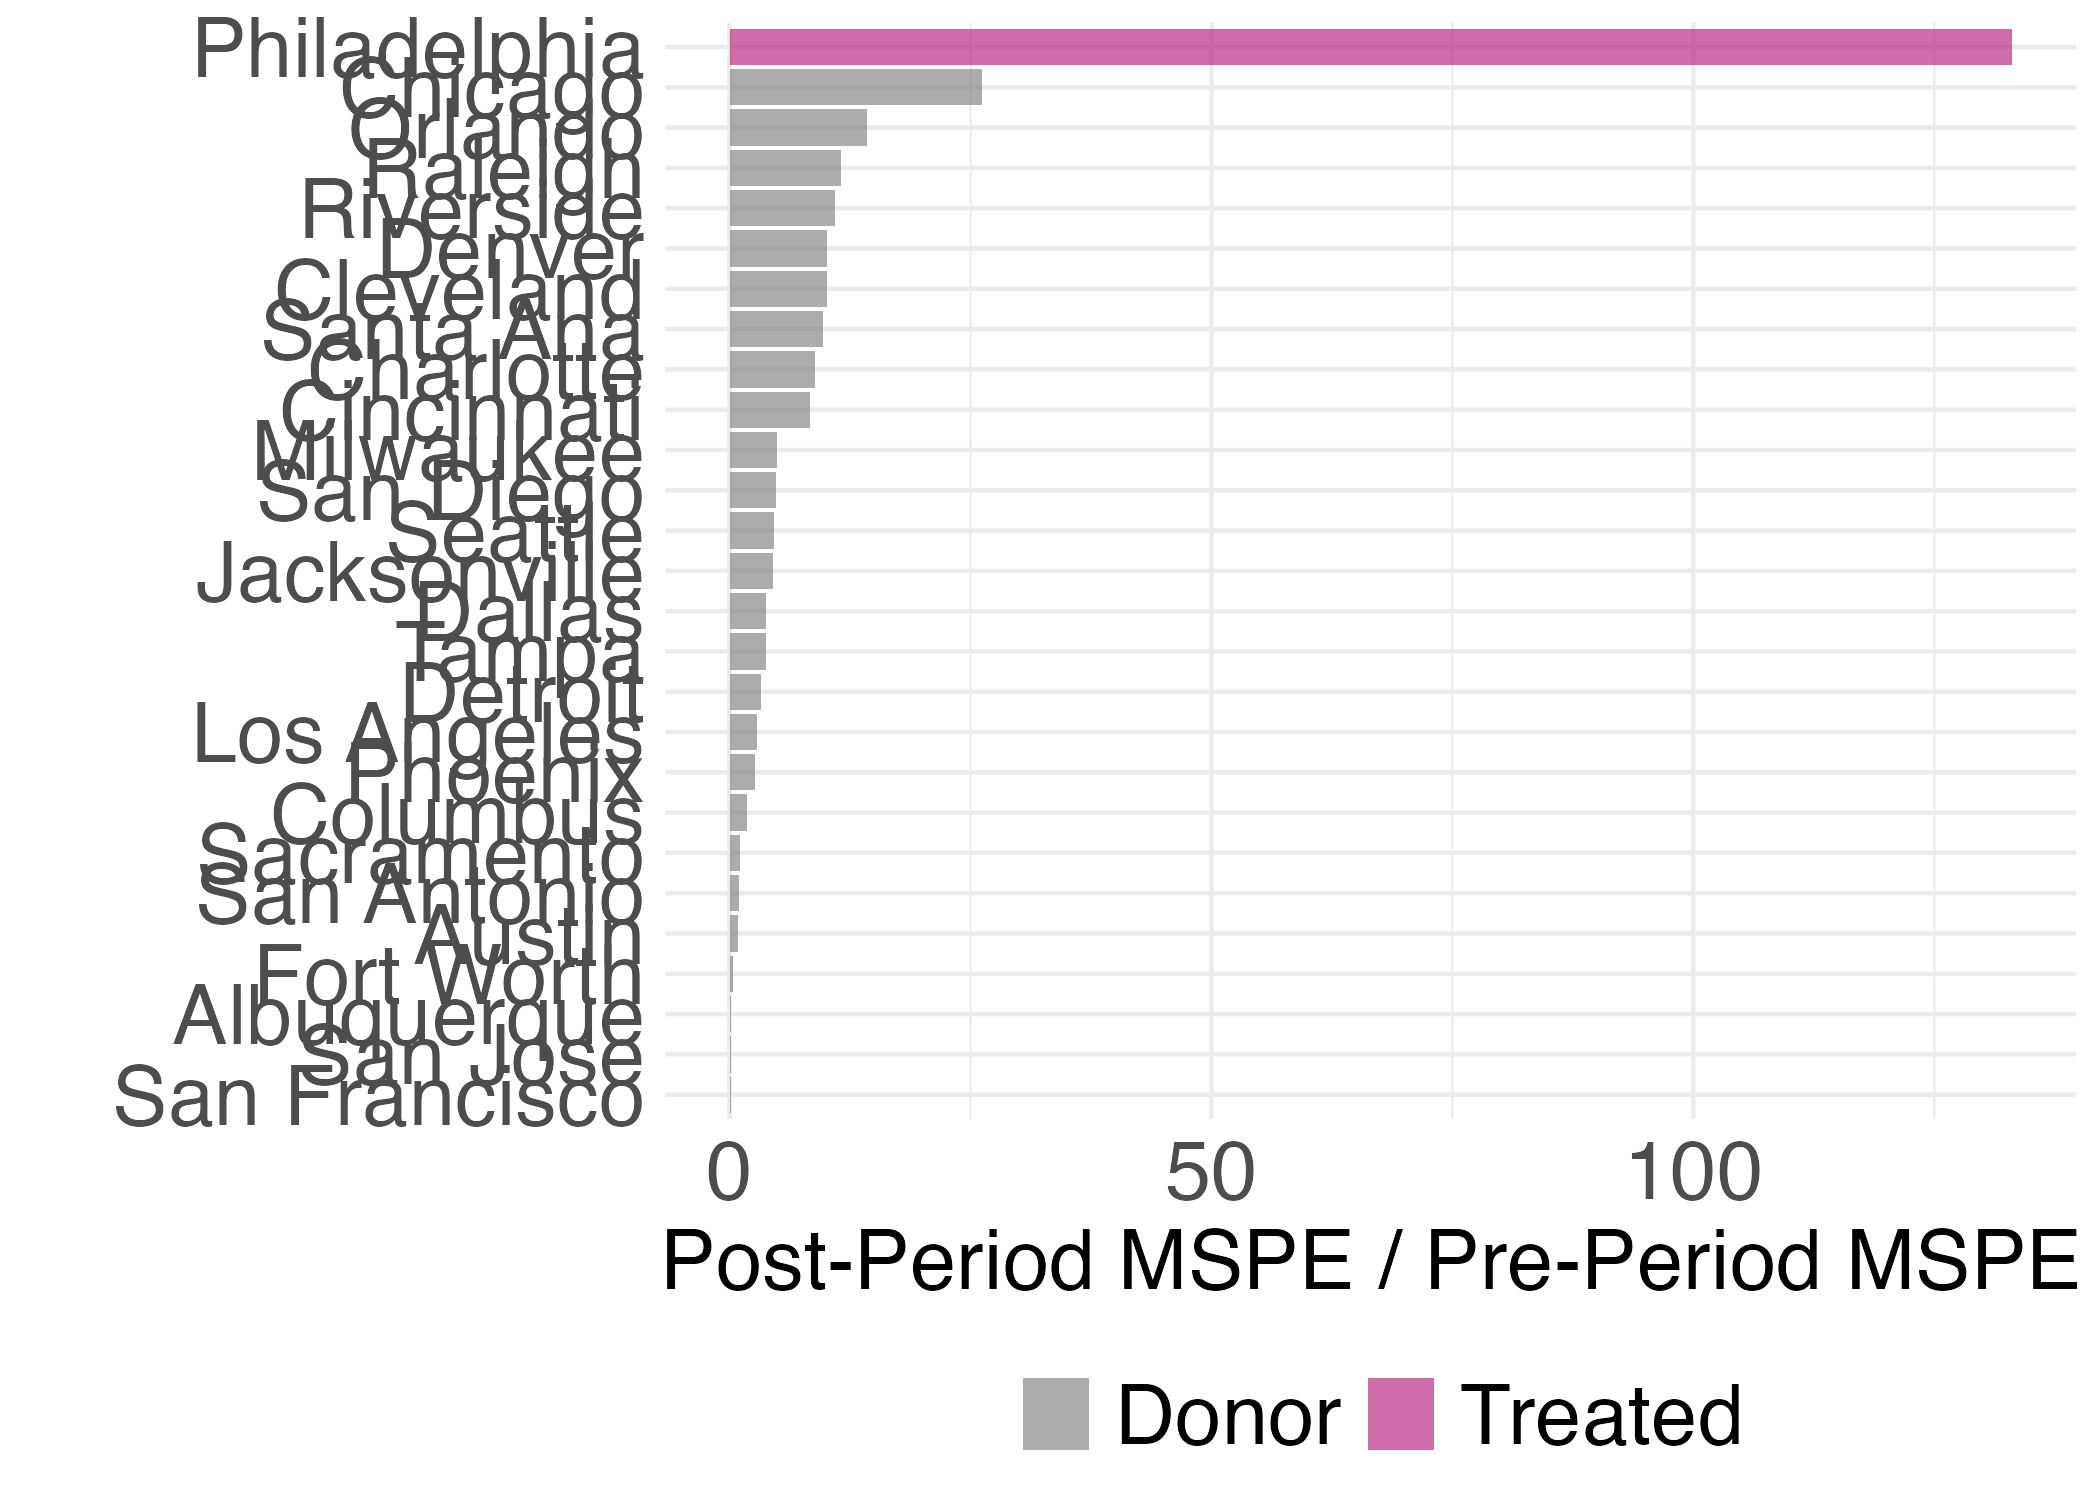 Philadelphia
Chicago
Orlando
Raleigh
Riverside
Denver
Cleveland
Santa Ana
Charlotte
Cincinnati
Milwaukee
San Diego
Seattle
Jacksonville
Dallas
Tampa
Detroit
Los Angeles
Phoenix
Columbus
Sacramento
San Antonio
Austin
Fort Worth
Albuquerque
San Jose
San Francisco
0 50 100
Post-Period MSPE / Pre-Period MSPE
Donor Treated